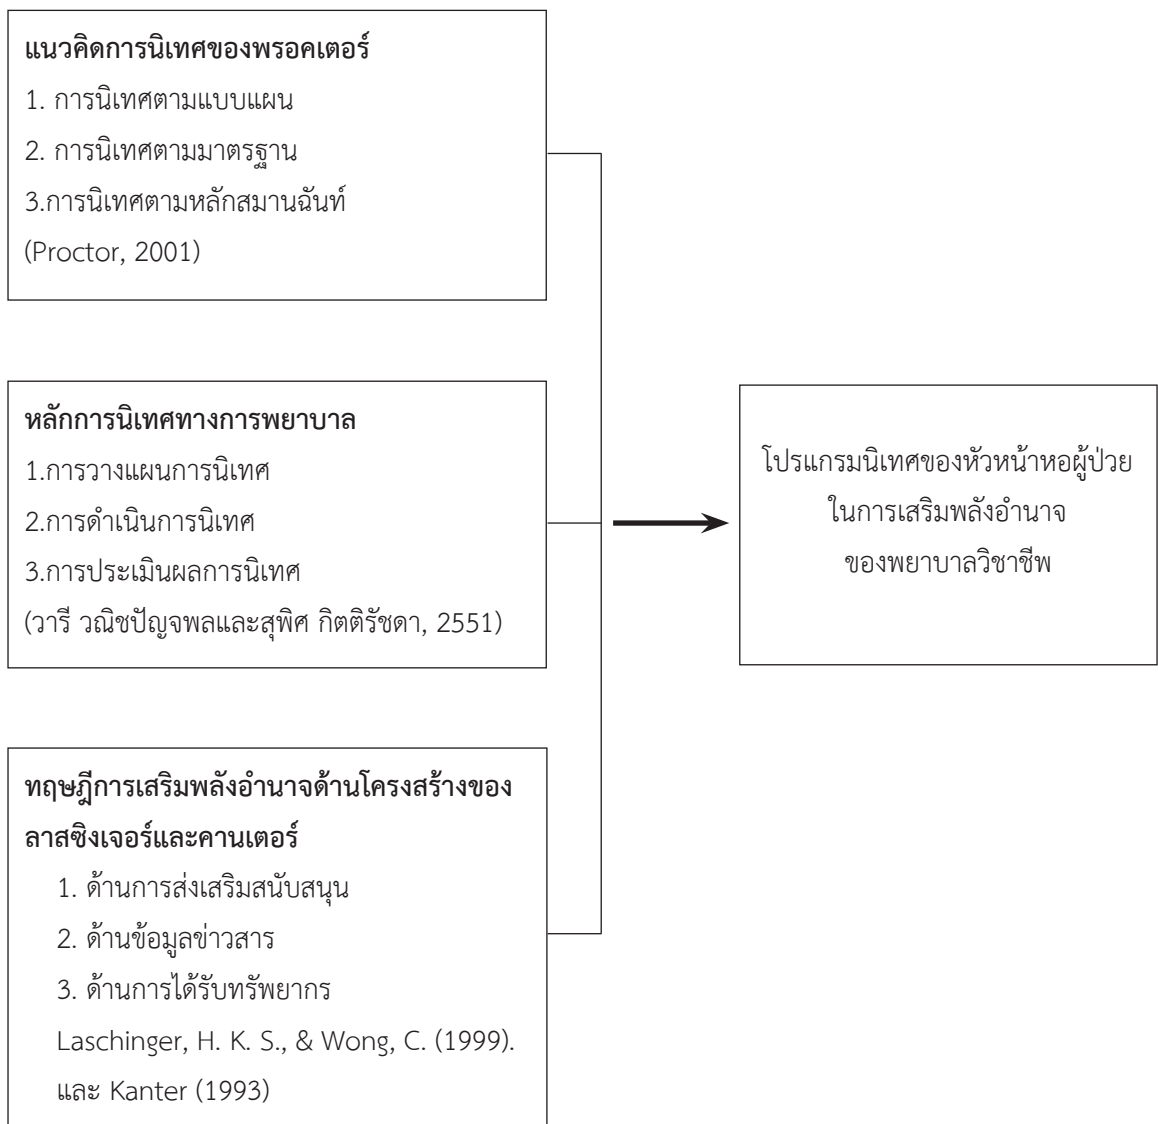 แนวคิดการนิเทศของพรอคเตอร์
1. การนิเทศตามแบบแผน
2. การนิเทศตามมาตรฐาน
3.การนิเทศตามหลักสมานฉันท์
(Proctor, 2001)
หลักการนิเทศทางการพยาบาล
1.การวางแผนการนิเทศ
2.การดำเนินการนิเทศ
3.การประเมินผลการนิเทศ
(วารี วณิชปัญจพลและสุพิศ กิตติรัชดา, 2551)
ทฤษฎีการเสริมพลังอำนาจด้านโครงสร้างของ
ลาสซิงเจอร์และคานเตอร์
1. ด้านการส่งเสริมสนับสนุน
2. ด้านข้อมูลข่าวสาร
3. ด้านการได้รับทรัพยากร
Laschinger, H. K. S., & Wong, C. (1999).
และ Kanter (1993)
โปรแกรมนิเทศของหัวหน้าหอผู้ป่วย
ในการเสริมพลังอำนาจ
ของพยาบาลวิชาชีพ